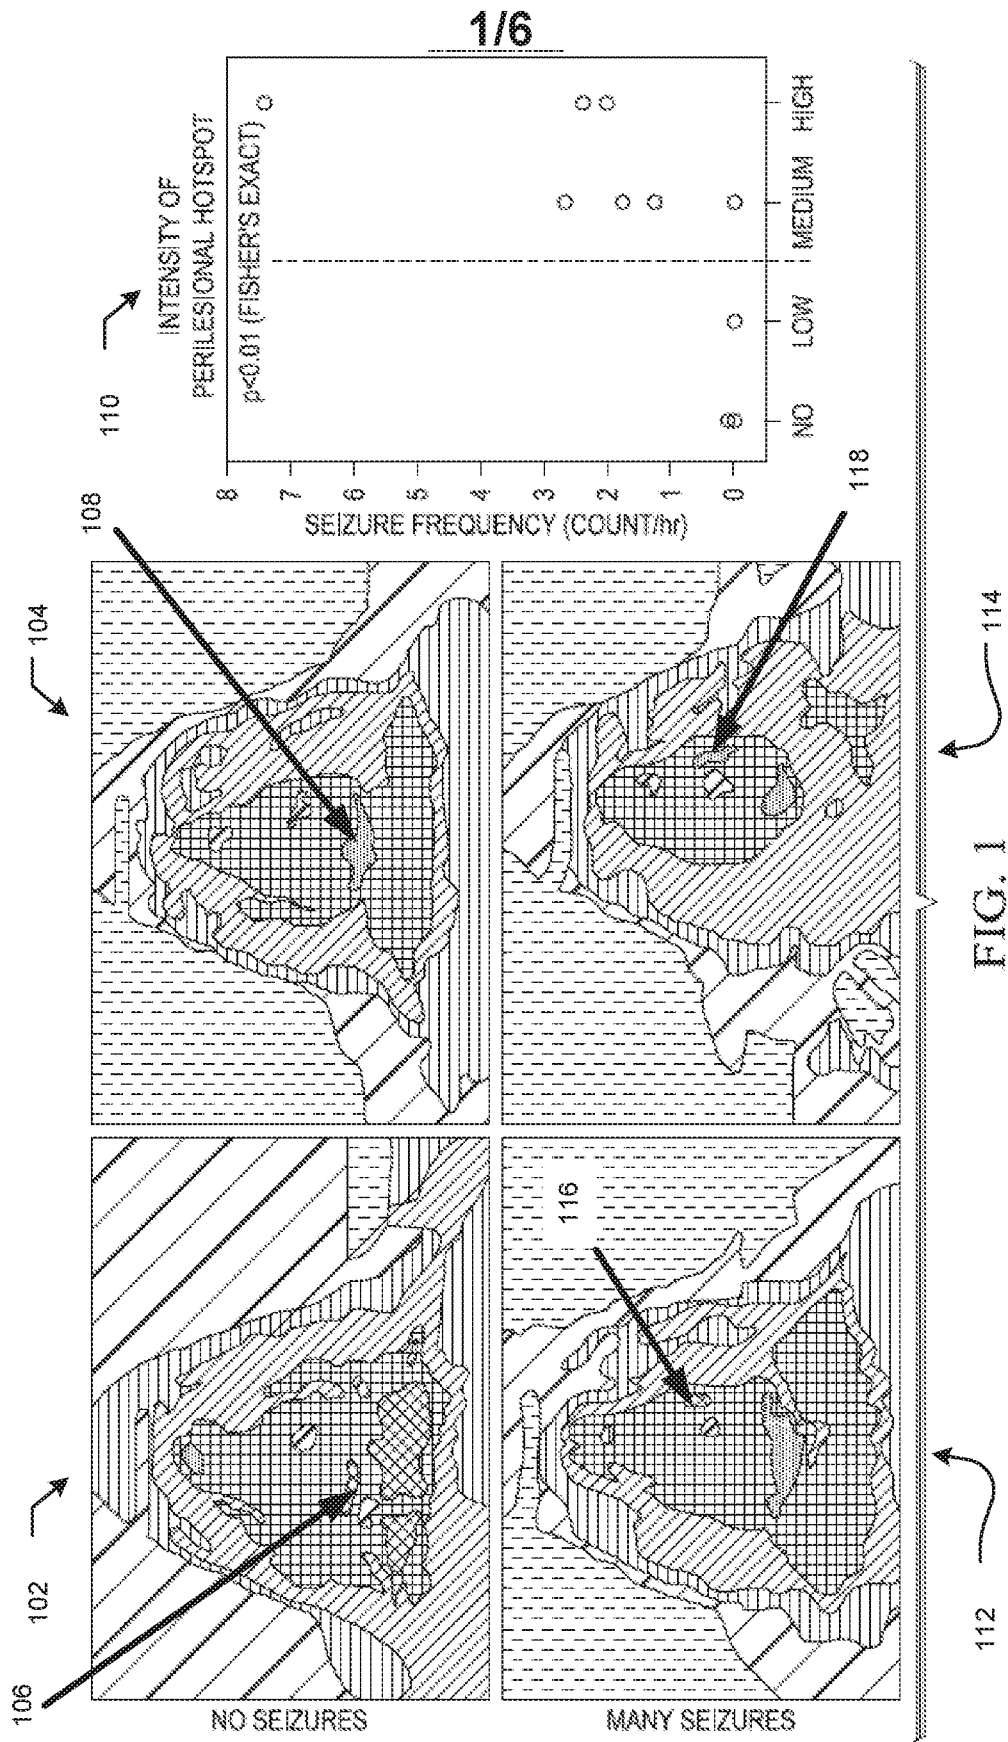 1/6
102
104
110
106
108
INTENSITY OF
PERILESIONAL HOTSPOT
p<0.01 (FISHER'S EXACT)
8
7
6
5
4
3
2
1
0
SEIZURE FREQUENCY (COUNT/hr)
NO
LOW
MEDIUM
HIGH
NO SEIZURES
MANY SEIZURES
116
118
112
114
FIG. 1